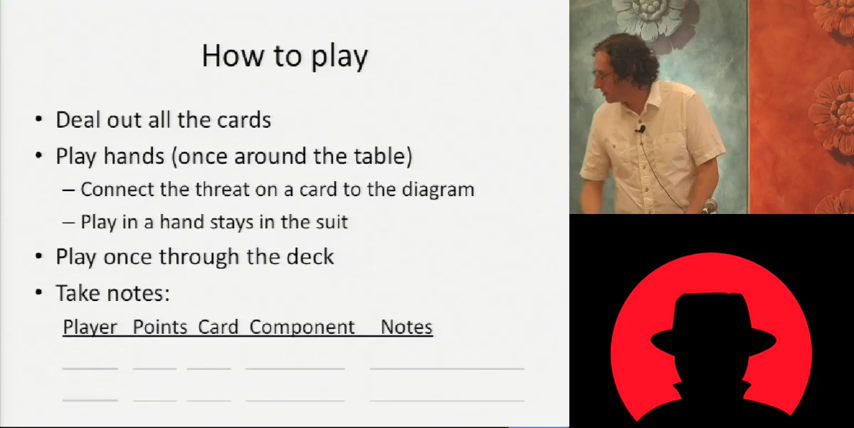 How to play
• Deal out all the cards
• Play hands (once around the table)
– Connect the threat on a card to the diagram
– Play in a hand stays in the suit
• Play once through the deck
• Take notes:
Player Points Card Component Notes